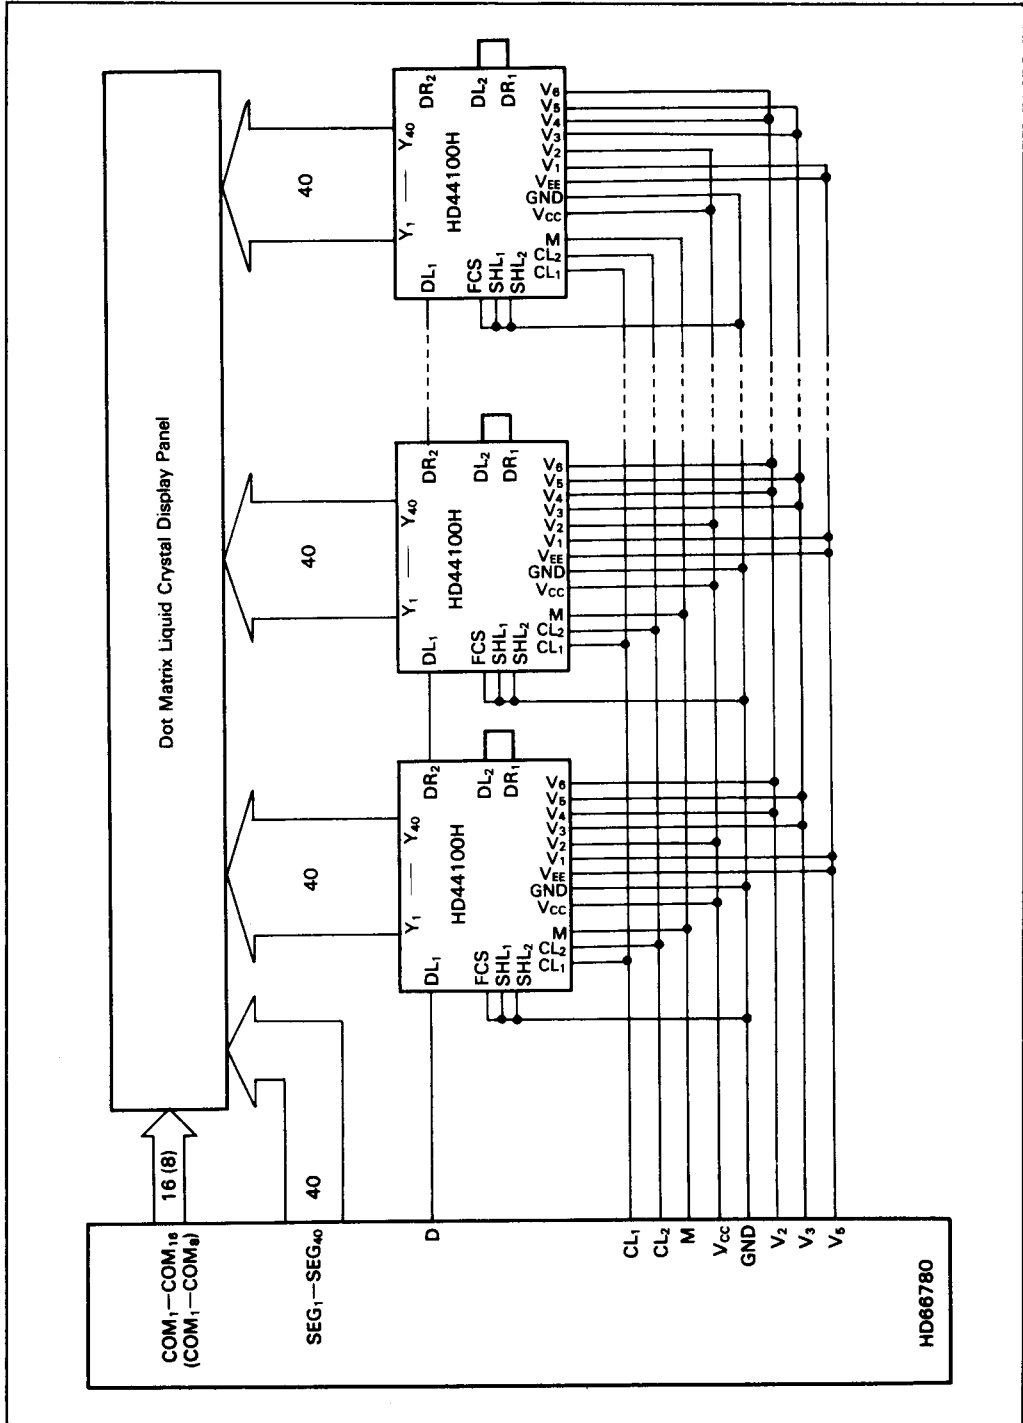 Dot Matrix Liquid Crystal Display Panel
16 (8)
40
40
40
40
COM₁—COM₁₆
(COM₁—COM₈)
SEG₁—SEG₄₀
D
CL₁
CL₂
M
Vcc
GND
V₂
V₃
V₅
HD66780
Y₁ — Y₄₀
DL₁
DR₂
HD44100H
FCS
SHL₁
SHL₂
DL₂
DR₁
CL₁
CL₂
M
Vcc
GND
VEE
V₁
V₂
V₃
V₄
V₅
V₆
Y₁ — Y₄₀
DL₁
DR₂
HD44100H
FCS
SHL₁
SHL₂
DL₂
DR₁
CL₁
CL₂
M
Vcc
GND
VEE
V₁
V₂
V₃
V₄
V₅
V₆
Y₁ — Y₄₀
DL₁
DR₂
HD44100H
FCS
SHL₁
SHL₂
DL₂
DR₁
CL₁
CL₂
M
Vcc
GND
VEE
V₁
V₂
V₃
V₄
V₅
V₆